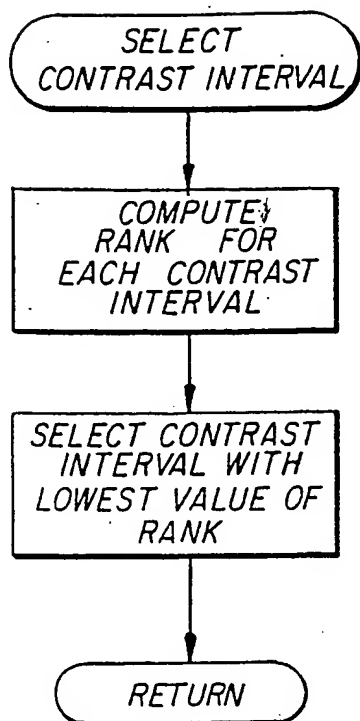 SELECT
CONTRAST INTERVAL
COMPUTE
RANK FOR
EACH CONTRAST
INTERVAL
SELECT CONTRAST
INTERVAL WITH
LOWEST VALUE OF
RANK
RETURN